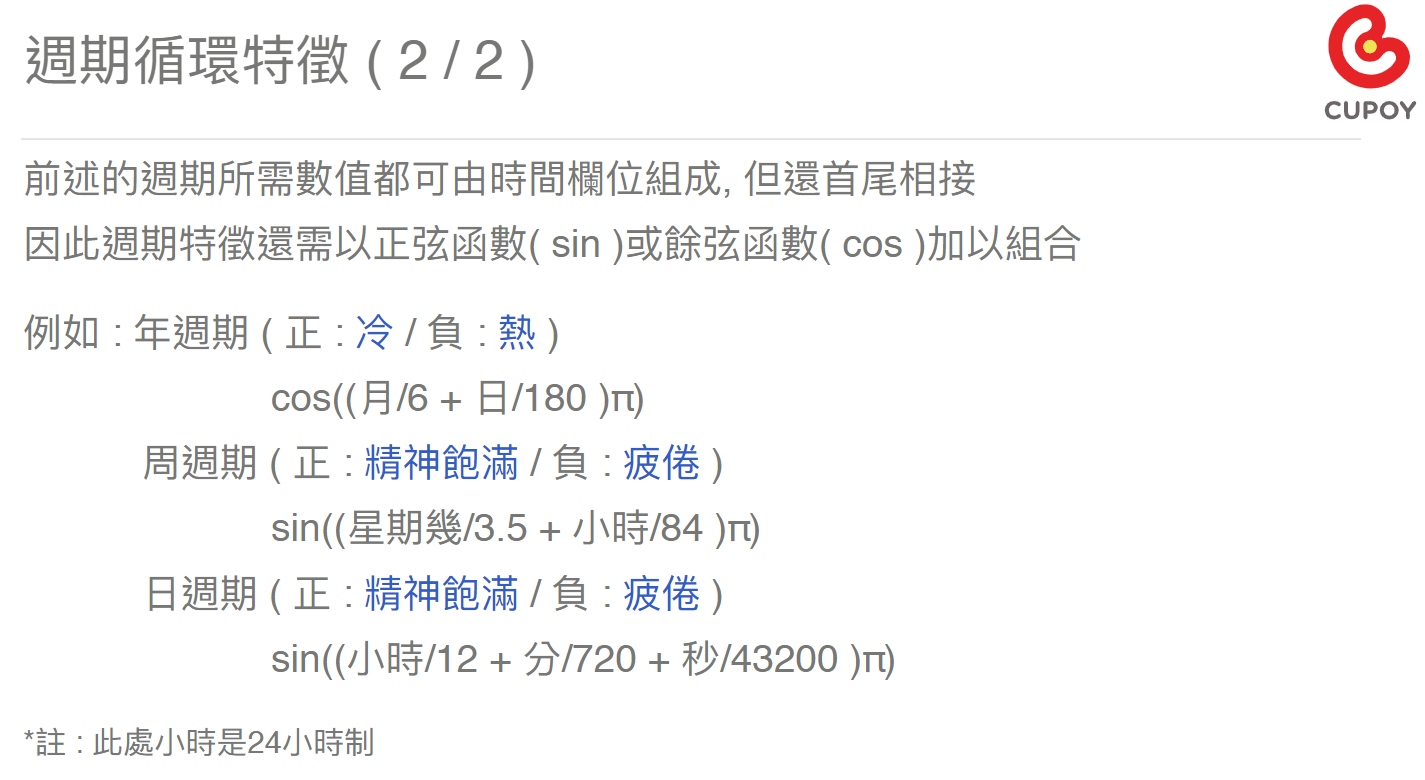 週期循環特徵 ( 2 / 2 )
CUPOY
前述的週期所需數值都可由時間欄位組成, 但還首尾相接
因此週期特徵還需以正弦函數( sin )或餘弦函數( cos )加以組合
例如 : 年週期 ( 正 : 冷 / 負 : 熱 )
cos((月/6 + 日/180 )π)
周週期 ( 正 : 精神飽滿 / 負 : 疲倦 )
sin((星期幾/3.5 + 小時/84 )π)
日週期 ( 正 : 精神飽滿 / 負 : 疲倦 )
sin((小時/12 + 分/720 + 秒/43200 )π)
*註 : 此處小時是24小時制